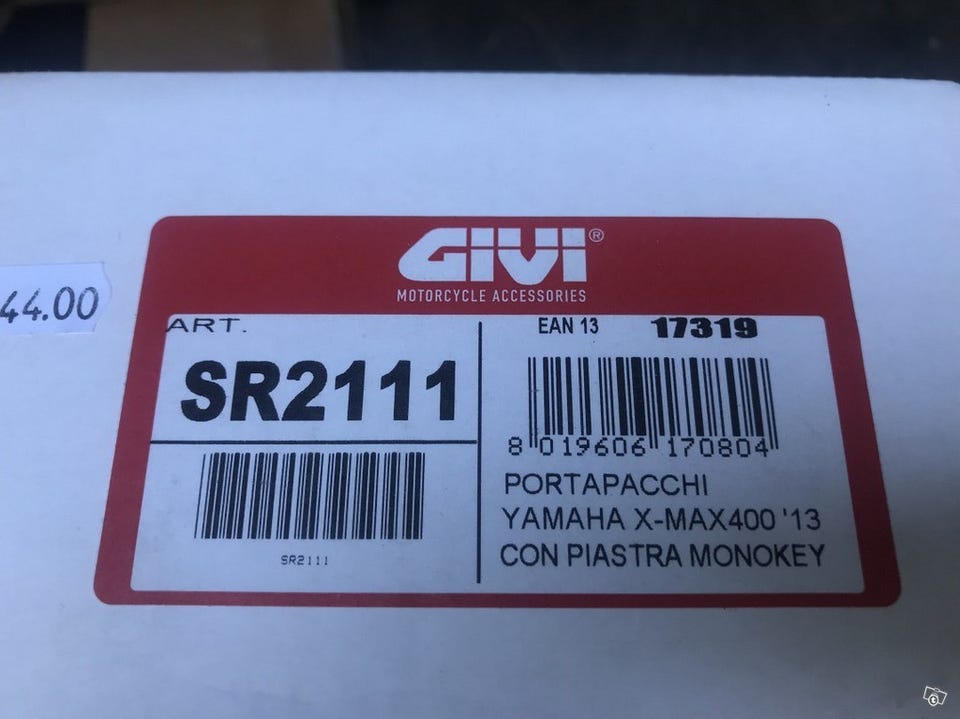 GIVI®
MOTORCYCLE ACCESSORIES
44.00
ART.
SR2111
SR2111
EAN 13 17319
8 019606 170804
PORTAPACCHI
YAMAHA X-MAX400 '13
CON PIASTRA MONOKEY
t